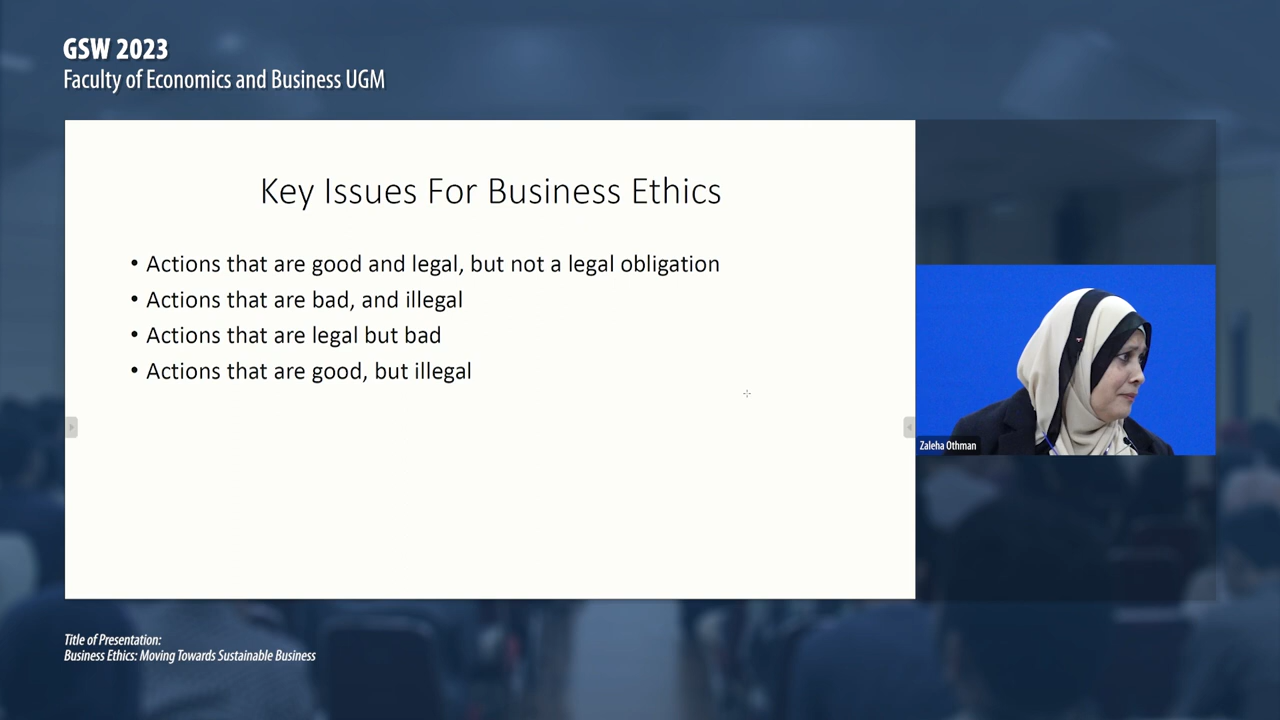 GSW 2023
Faculty of Economics and Business UGM
Key Issues For Business Ethics
• Actions that are good and legal, but not a legal obligation
• Actions that are bad, and illegal
• Actions that are legal but bad
• Actions that are good, but illegal
Zaleha Othman
Title of Presentation:
Business Ethics: Moving Towards Sustainable Business